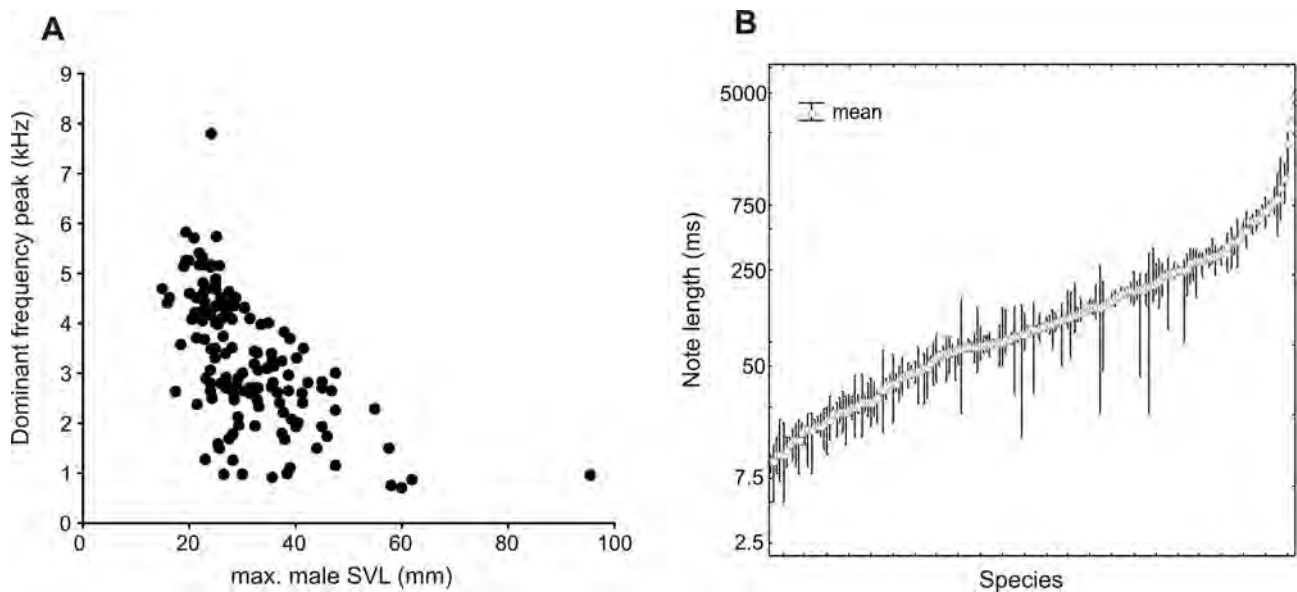 A
Dominant frequency peak (kHz)
9
8
7
6
5
4
3
2
1
0
0 20 40 60 80 100
max. male SVL (mm)
B
mean
Note length (ms)
5000
750
250
50
7.5
2.5
Species